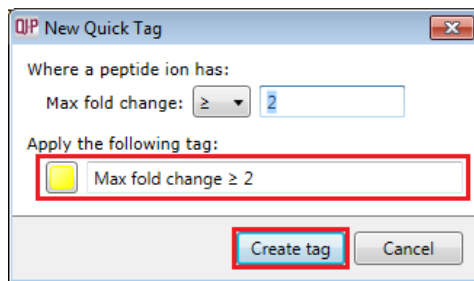 QIP New Quick Tag
Where a peptide ion has:
Max fold change: ≥ 2
Apply the following tag:
Max fold change ≥ 2
Create tag Cancel